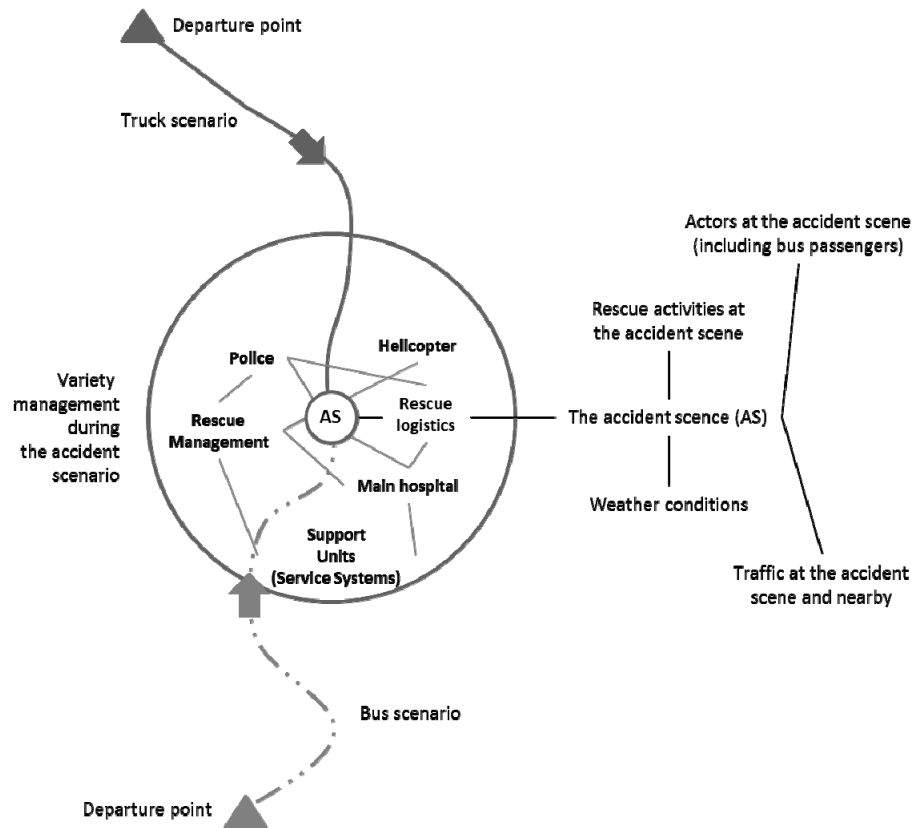 Departure point
Truck scenario
Actors at the accident scene
(including bus passengers)
Rescue activities at
the accident scene
Police
Helicopter
Variety
management
during
the accident
scenario
Rescue
Management
AS
Rescue
logistics
The accident scence (AS)
Main hospital
Weather conditions
Support
Units
(Service Systems)
Traffic at the accident
scene and nearby
Bus scenario
Departure point